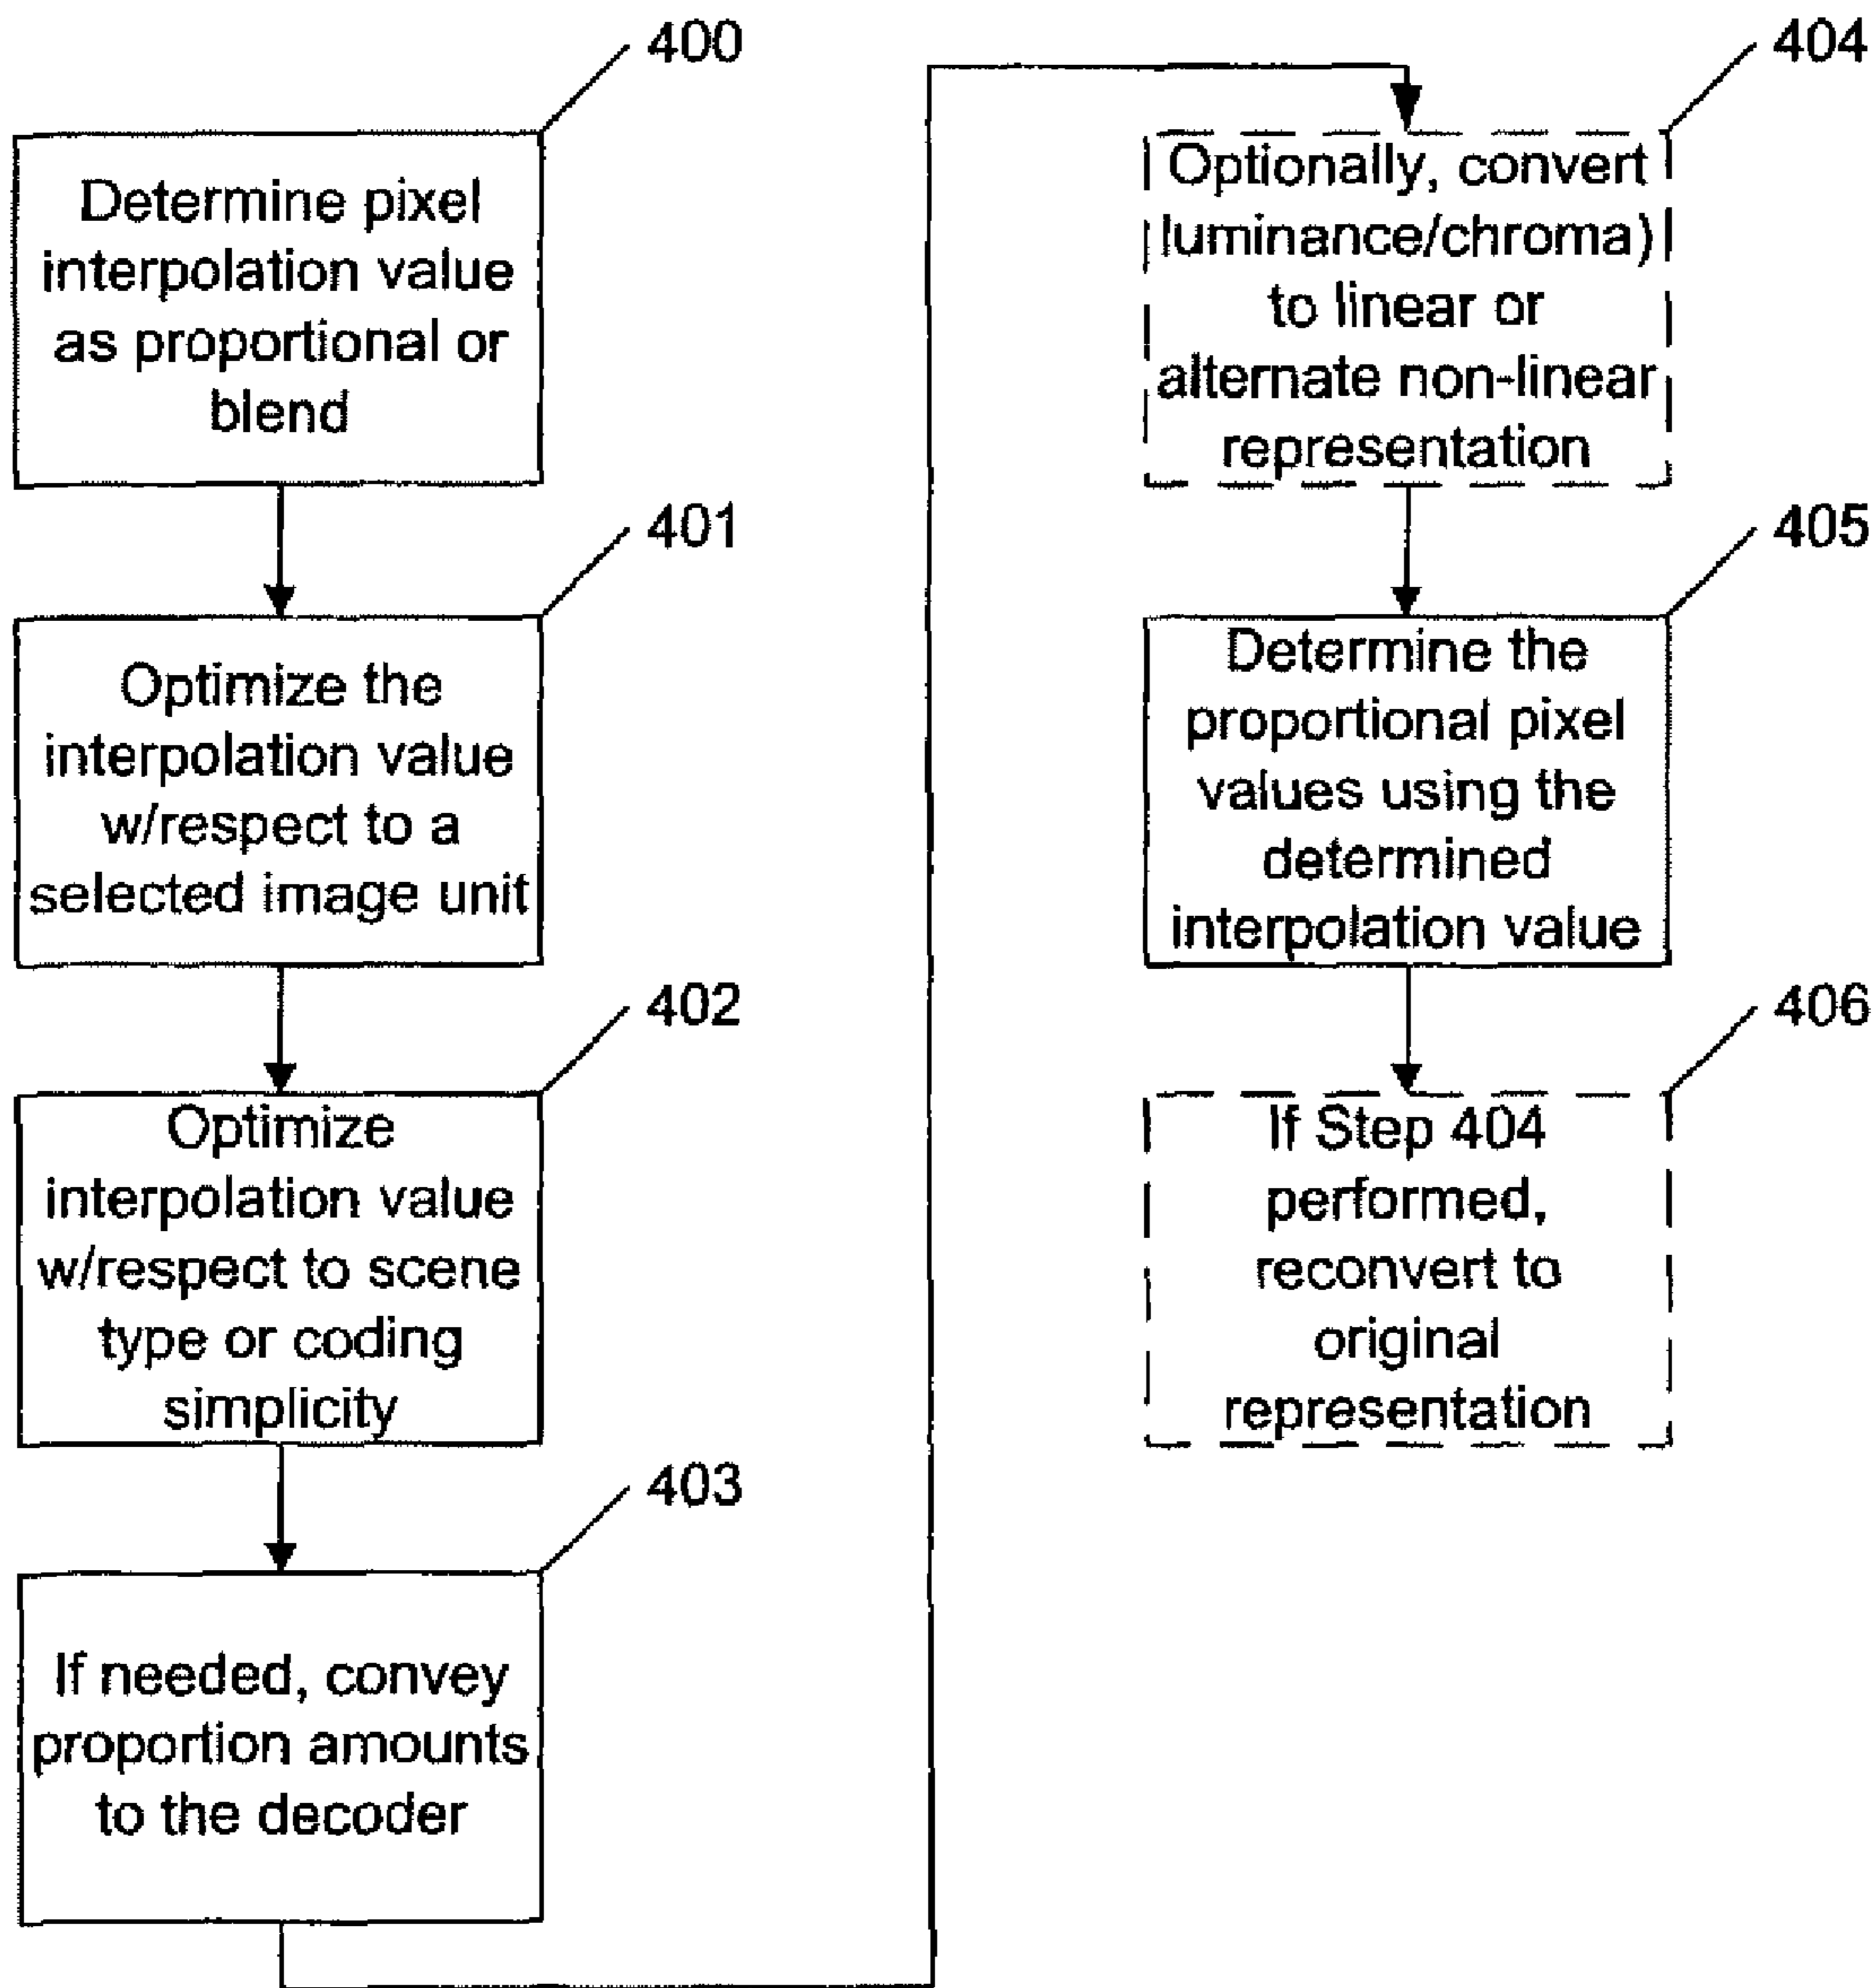 400
Determine pixel
interpolation value
as proportional or
blend
401
Optimize the
interpolation value
w/respect to a
selected image unit
402
Optimize
interpolation value
w/respect to scene
type or coding
simplicity
403
If needed, convey
proportion amounts
to the decoder
404
Optionally, convert
luminance/chroma)
to linear or
alternate non-linear
representation
405
Determine the
proportional pixel
values using the
determined
interpolation value
406
If Step 404
performed,
reconvert to
original
representation